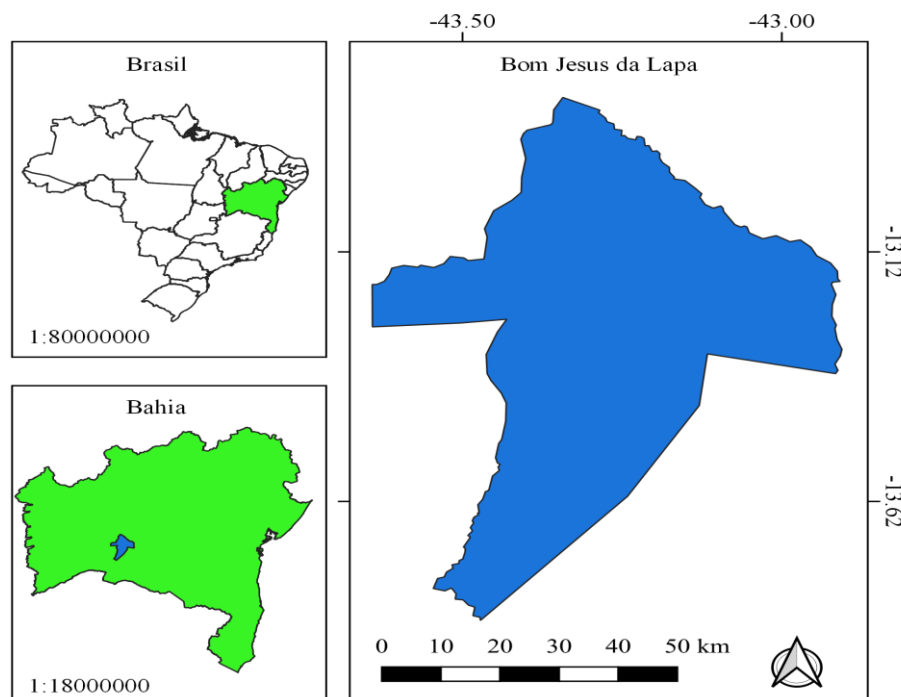 Brasil
1:80000000
Bahia
1:18000000
-43.50 -43.00
Bom Jesus da Lapa
-13.12
-13.62
0 10 20 30 40 50 km